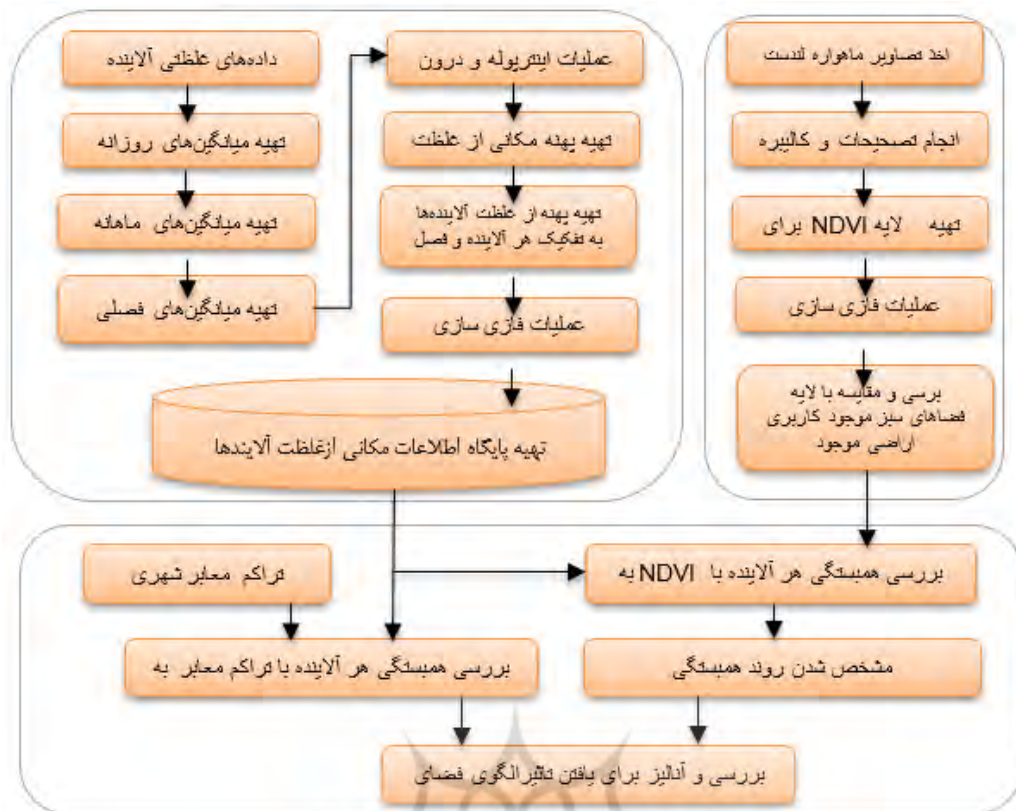 داده‌های غلظتی آلاینده
تهیه میانگین‌های روزانه
تهیه میانگین‌های ماهانه
تهیه میانگین‌های فصلی
عملیات اینترپوله و درون
تهیه پهنه مکانی از غلظت
تهیه پهنه از غلظت آلاینده‌ها
به تفکیک هر آلاینده و فصل
عملیات فازی سازی
تهیه پایگاه اطلاعات مکانی ازغلظت آلایندها
اخذ تصاویر ماهواره لندست
انجام تصحیحات و کالیبره
تهیه لایه NDVI برای
عملیات فازی سازی
برسی و مقایسه با لایه
فضاهای سبز موجود کاربری
اراضی موجود
تراکم معابر شهری
بررسی همبستگی هر آلاینده با NDVI به
بررسی همبستگی هر آلاینده با تراکم معابر به
مشخص شدن روند همبستگی
بررسی و آنالیز برای یافتن تاثیرالگوی فضای